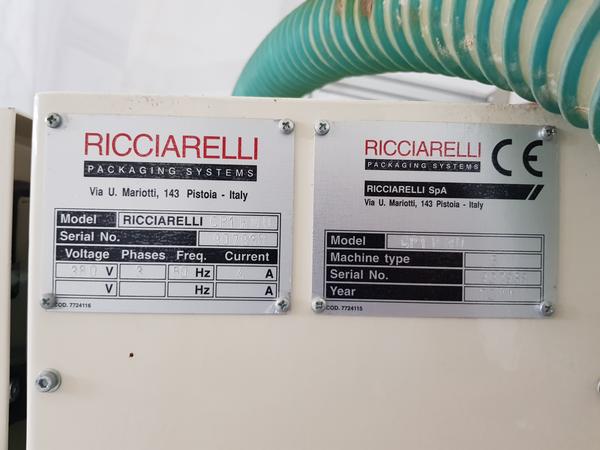 RICCIARELLI
PACKAGING SYSTEMS
Via U. Mariotti, 143 Pistoia - Italy
Model RICCIARELLI
Serial No.
Voltage Phases Freq. Current
380 V 3 50 Hz A
V Hz A
COD. 7724116
RICCIARELLI
PACKAGING SYSTEMS
CE
RICCIARELLI SpA
Via U. Mariotti, 143 Pistoia - Italy
Model
Machine type
Serial No.
Year
COD. 7724115